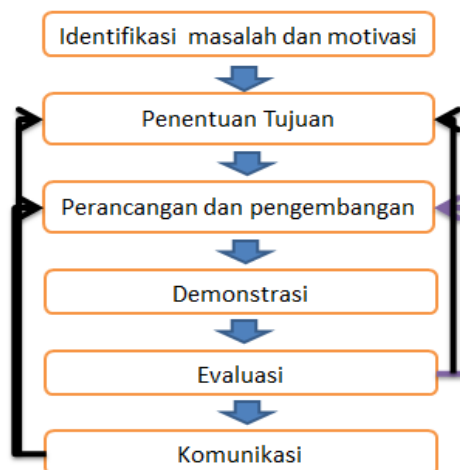 Identifikasi masalah dan motivasi
Penentuan Tujuan
Perancangan dan pengembangan
Demonstrasi
Evaluasi
Komunikasi